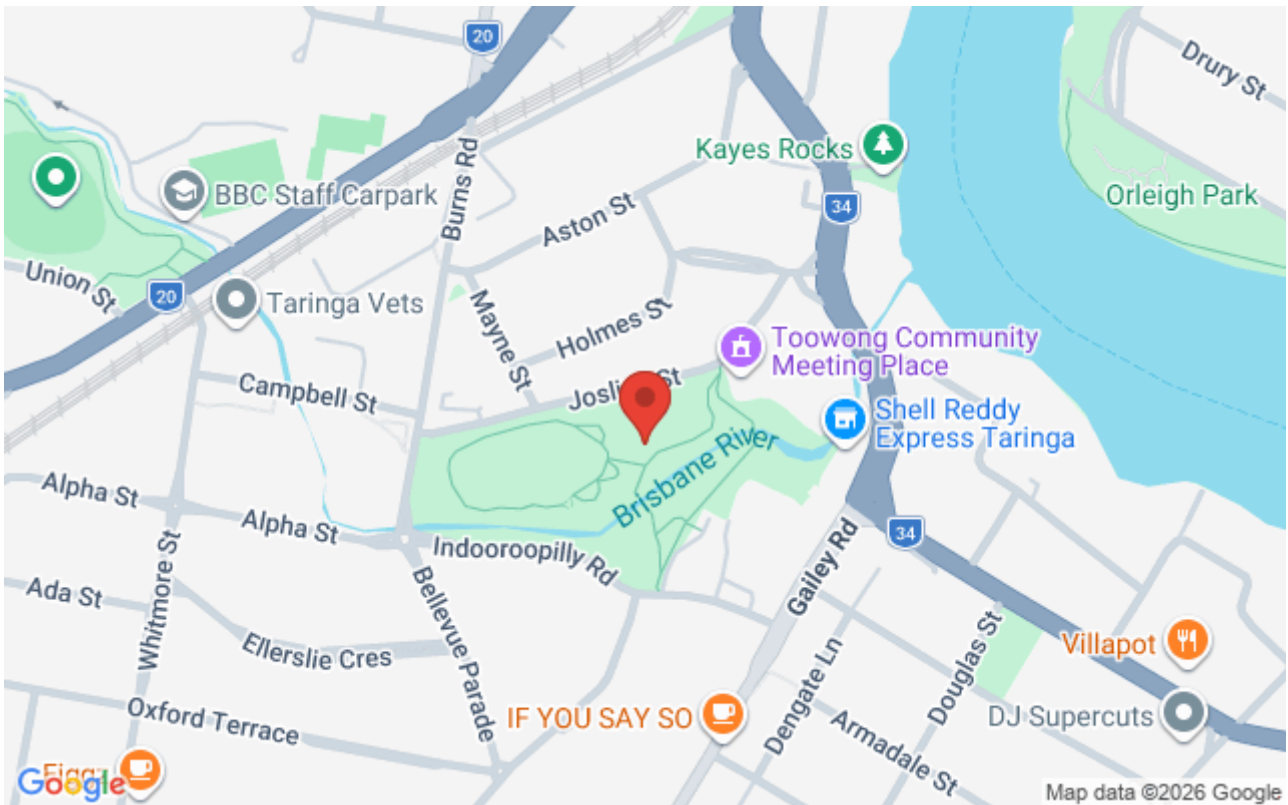 20
Drury St
Kayes Rocks
BBC Staff Carpark
Burns Rd
Orleigh Park
34
Aston St
Union St
20
Taringa Vets
Mayne St
Holmes St
Toowong Community
Meeting Place
Campbell St
St
Shell Reddy
Express Taringa
Brisbane River
Alpha St
Alpha St
Indooroopilly Rd
34
Gailey Rd
Ada St
Whitmore St
Bellevue Parade
Ellerslie Cres
Dengate Ln
Douglas St
Villapot
Oxford Terrace
IF YOU SAY SO
Armadale St
DJ Supercuts
Google
Map data ©2026 Google